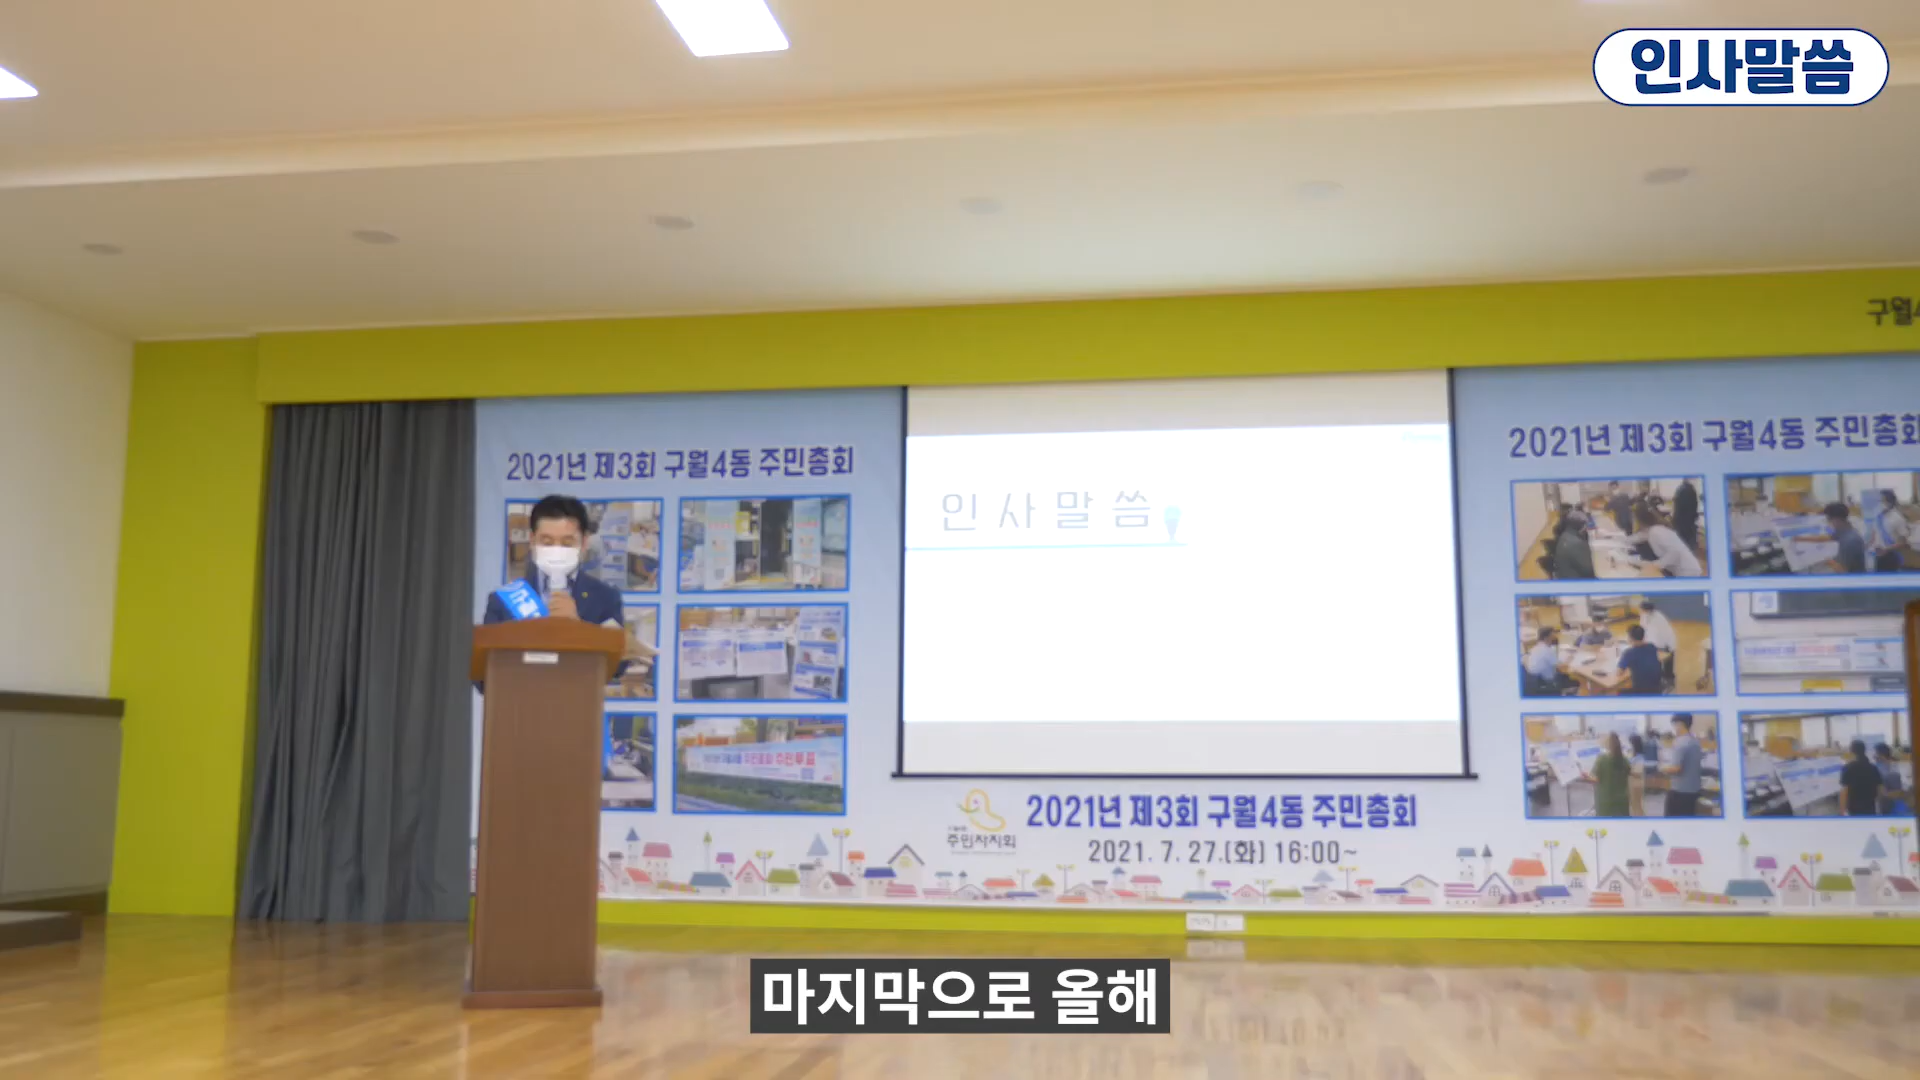 인사말씀
구월4
2021년 제3회 구월4동 주민총회
2021년 제3회 구월4동 주민총회
인사말씀
2021년 제3회 구월4동 주민총회
주민자치회
2021. 7. 27.(화) 16:00~
마지막으로 올해